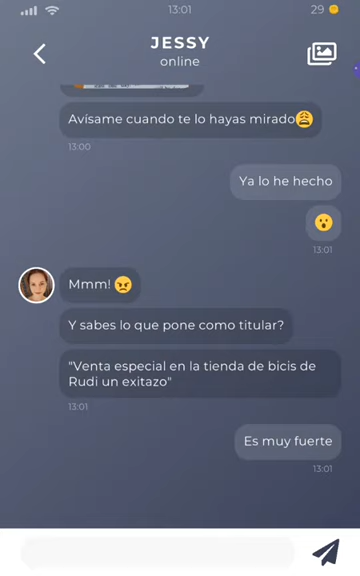 13:01
29
JESSY
online
Avísame cuando te lo hayas mirado😩
13:00
Ya lo he hecho
😮
13:01
Mmm! 😠
Y sabes lo que pone como titular?
"Venta especial en la tienda de bicis de
Rudi un exitazo"
13:01
Es muy fuerte
13:01